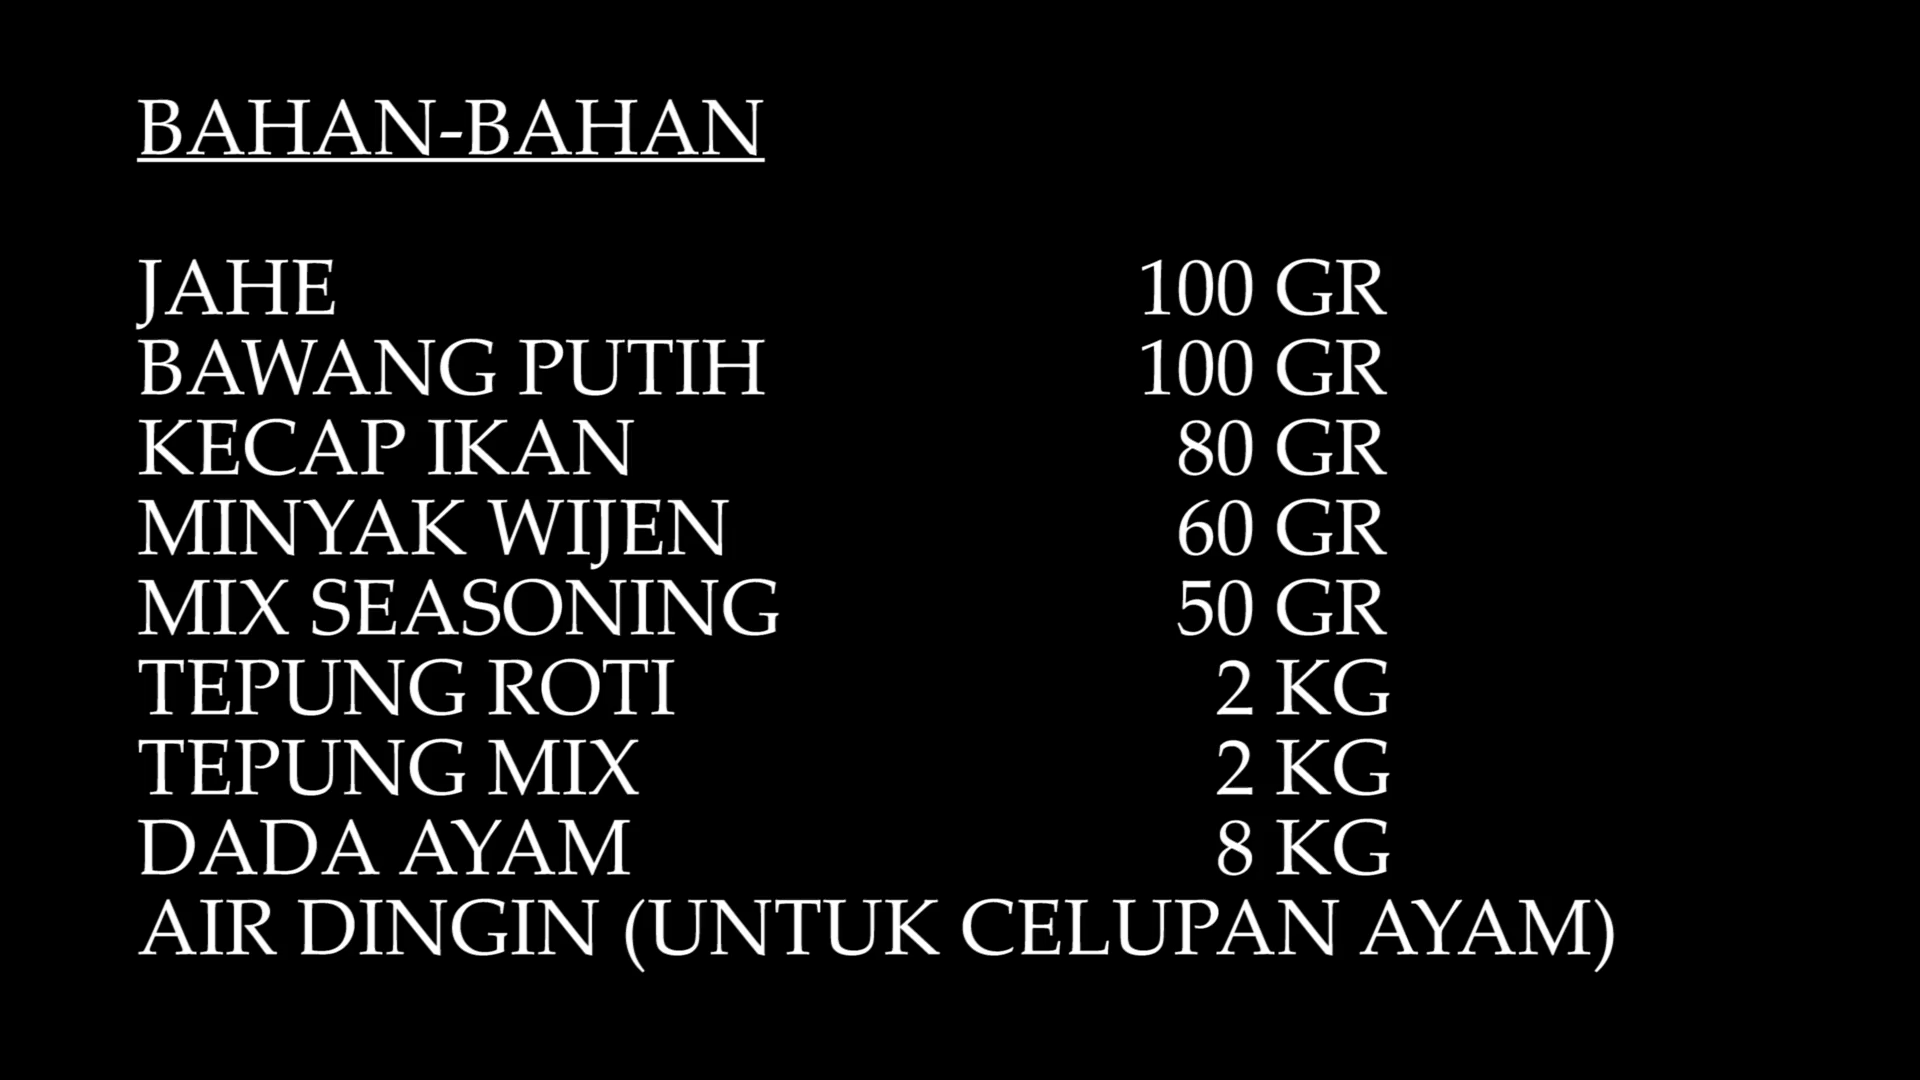 BAHAN-BAHAN
JAHE 100 GR
BAWANG PUTIH 100 GR
KECAP IKAN 80 GR
MINYAK WIJEN 60 GR
MIX SEASONING 50 GR
TEPUNG ROTI 2 KG
TEPUNG MIX 2 KG
DADA AYAM 8 KG
AIR DINGIN (UNTUK CELUPAN AYAM)